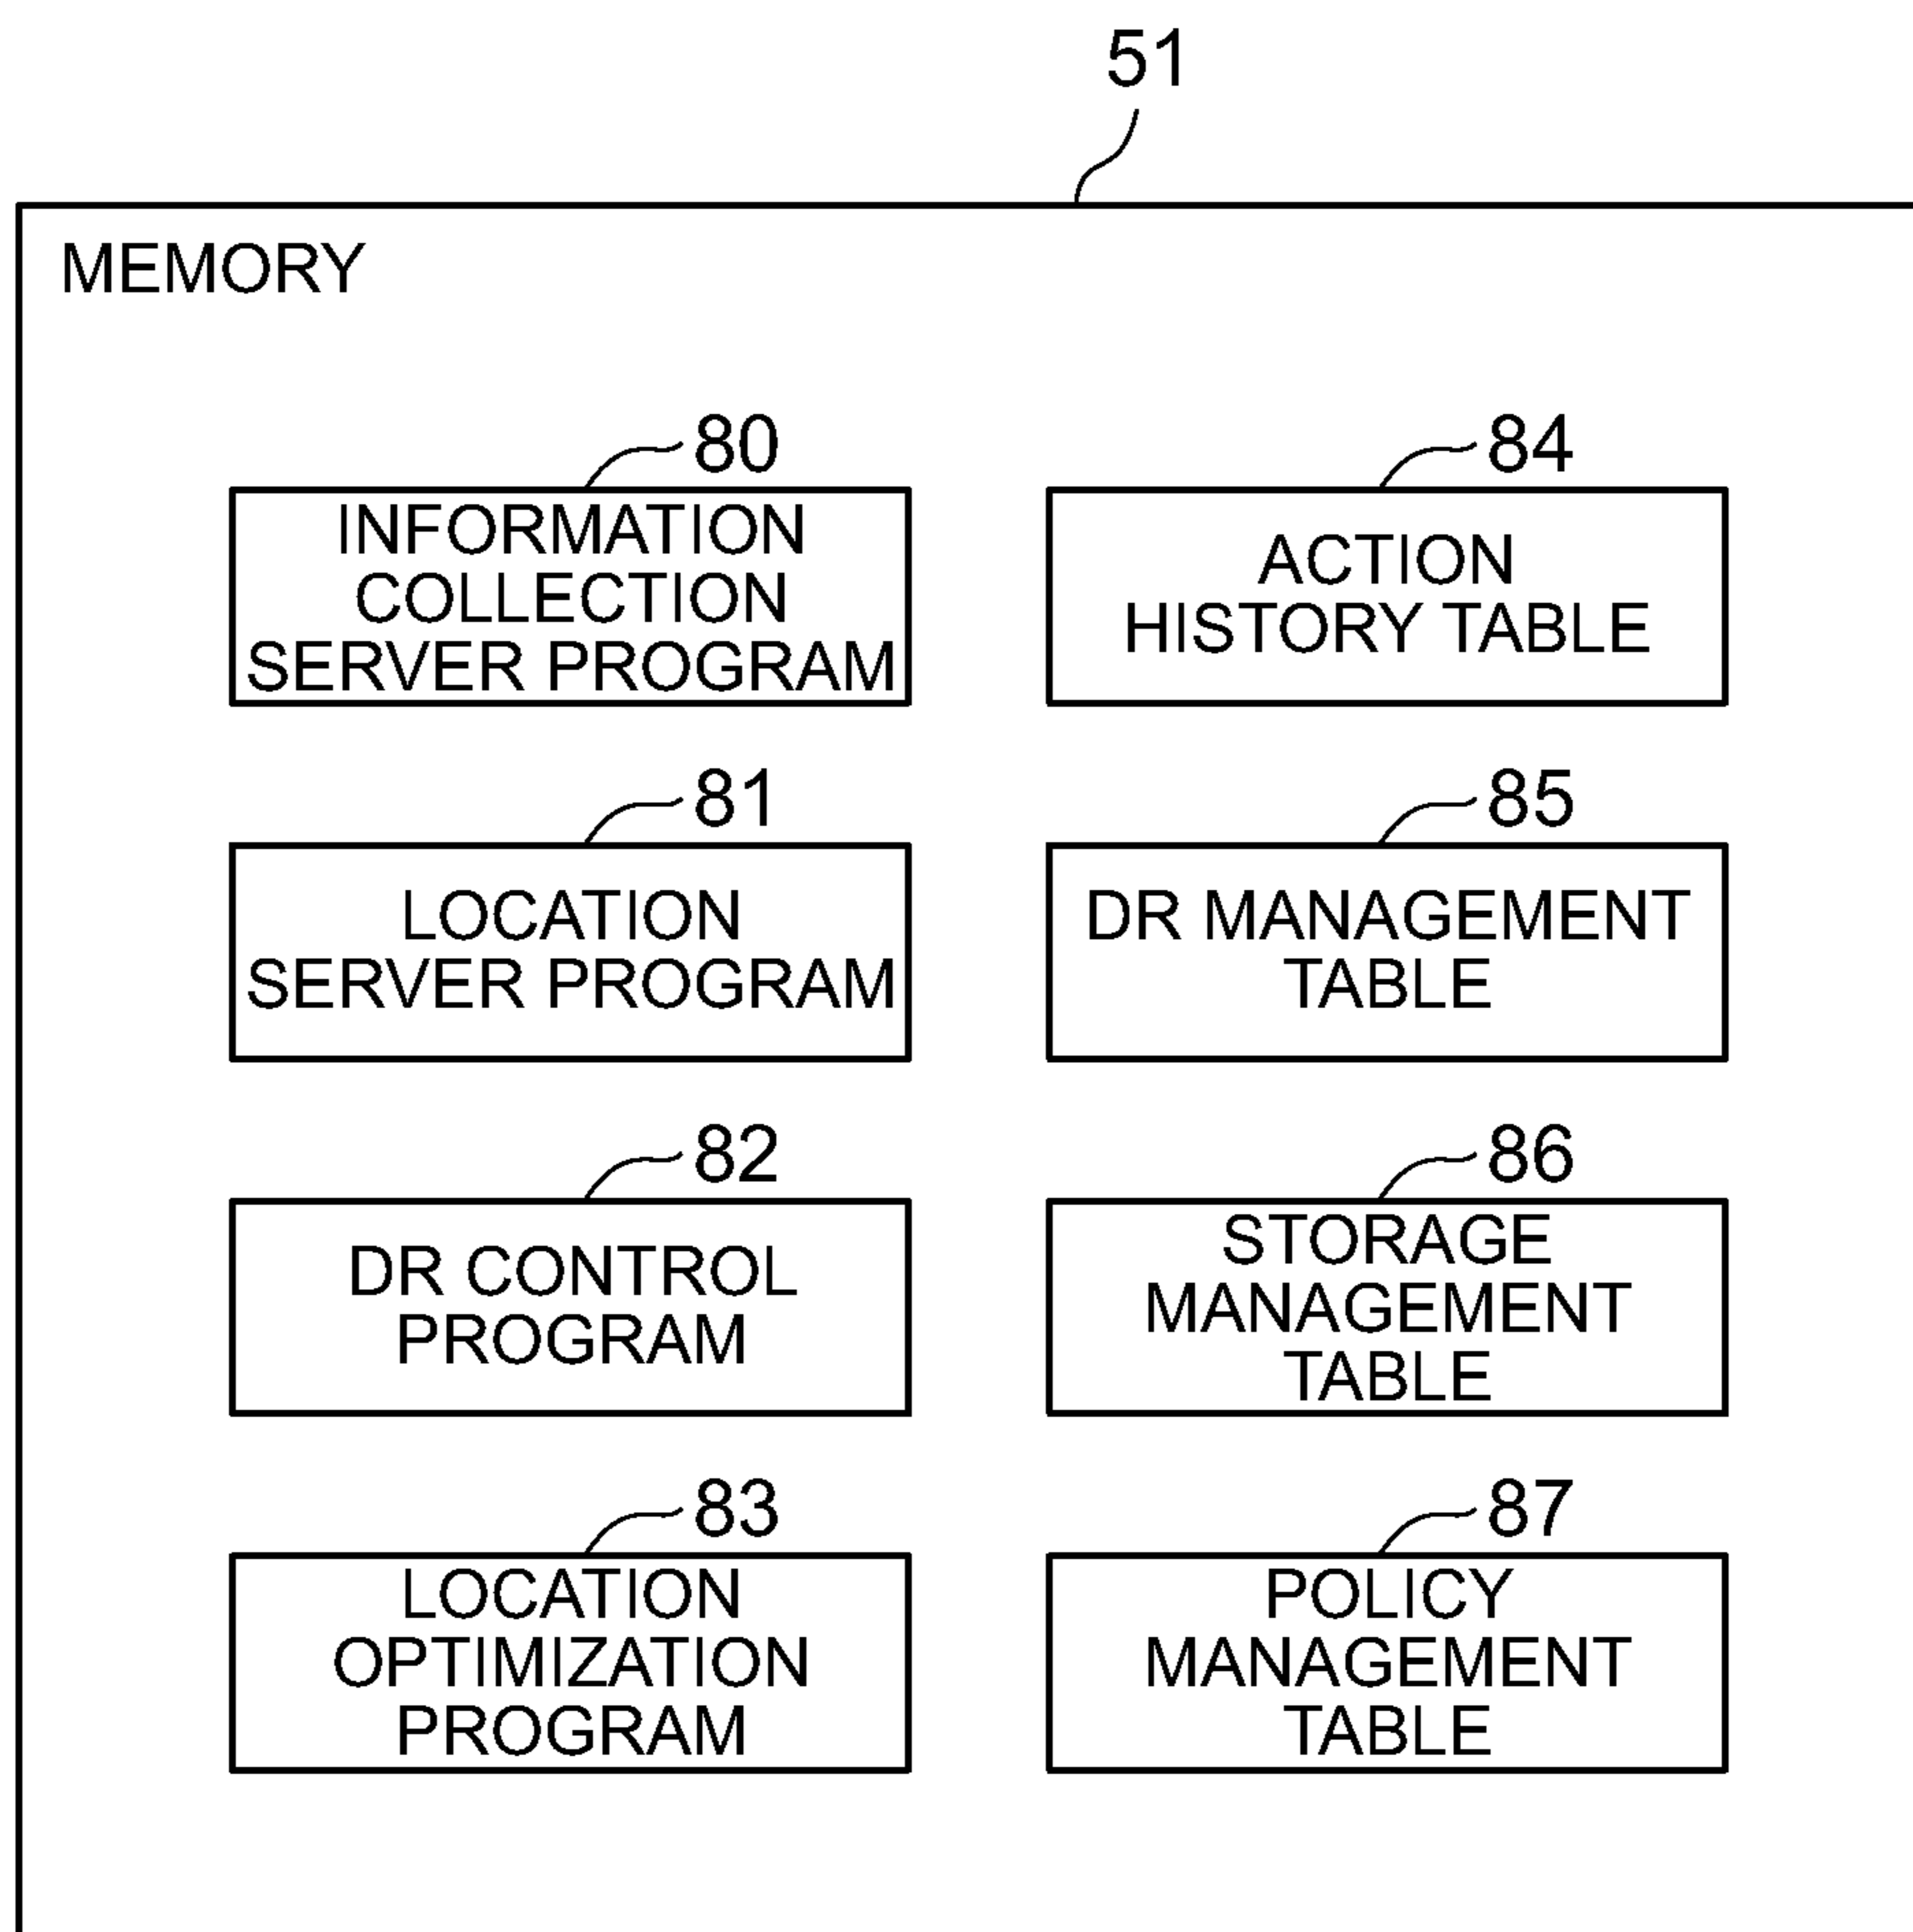 51
MEMORY
80
INFORMATION
COLLECTION
SERVER PROGRAM
84
ACTION
HISTORY TABLE
81
LOCATION
SERVER PROGRAM
85
DR MANAGEMENT
TABLE
82
DR CONTROL
PROGRAM
86
STORAGE
MANAGEMENT
TABLE
83
LOCATION
OPTIMIZATION
PROGRAM
87
POLICY
MANAGEMENT
TABLE